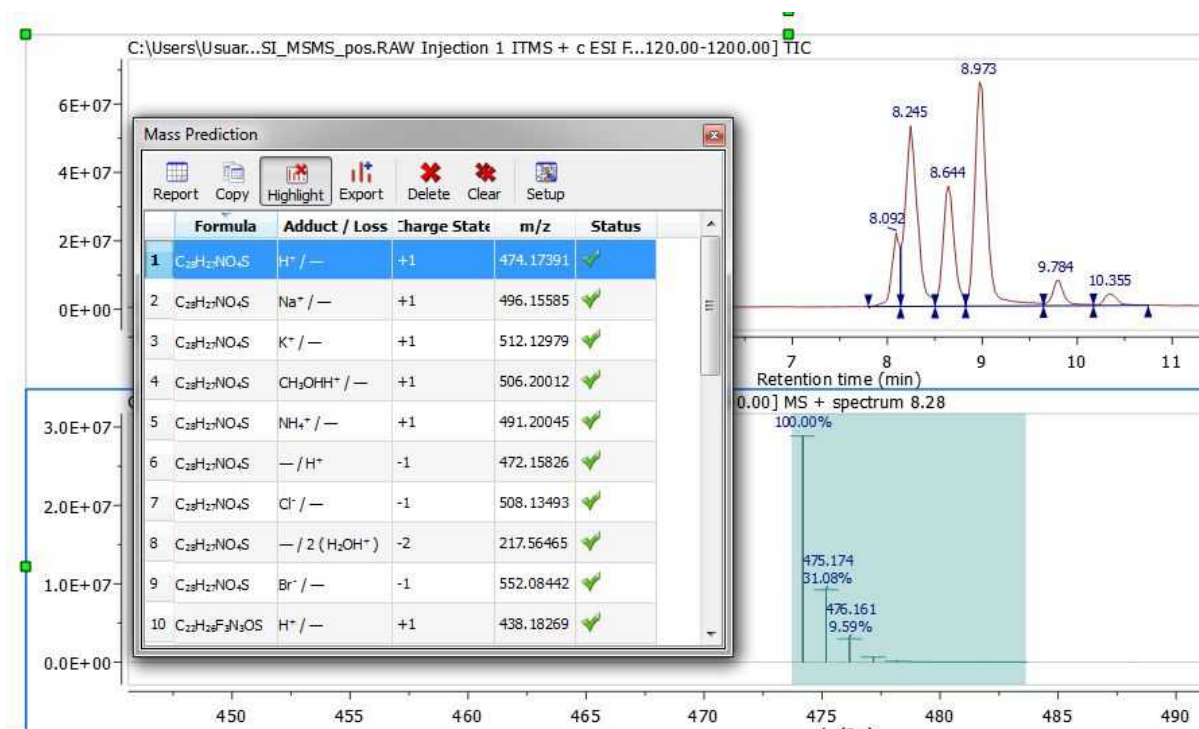 C:\Users\Usuar...SI_MSMS_pos.RAW Injection 1 ITMS + c ESI F...120.00-1200.00] TIC
6E+07
4E+07
2E+07
0E+00
8.092
8.245
8.644
8.973
9.784
10.355
7 8 9 10 11
Retention time (min)
Mass Prediction
Report Copy Highlight Export Delete Clear Setup
Formula Adduct / Loss Charge State m/z Status
1 C₂₈H₂₇NO₄S H⁺ / — +1 474.17391
2 C₂₈H₂₇NO₄S Na⁺ / — +1 496.15585
3 C₂₈H₂₇NO₄S K⁺ / — +1 512.12979
4 C₂₈H₂₇NO₄S CH₃OHH⁺ / — +1 506.20012
5 C₂₈H₂₇NO₄S NH₄⁺ / — +1 491.20045
6 C₂₈H₂₇NO₄S — / H⁺ -1 472.15826
7 C₂₈H₂₇NO₄S Cl⁻ / — -1 508.13493
8 C₂₈H₂₇NO₄S — / 2 ( H₂OH⁺ ) -2 217.56465
9 C₂₈H₂₇NO₄S Br⁻ / — -1 552.08442
10 C₂₂H₂₆F₃N₃OS H⁺ / — +1 438.18269
0.00] MS + spectrum 8.28
3.0E+07
2.0E+07
1.0E+07
0.0E+00
100.00%
475.174
31.08%
476.161
9.59%
450 455 460 465 470 475 480 485 490